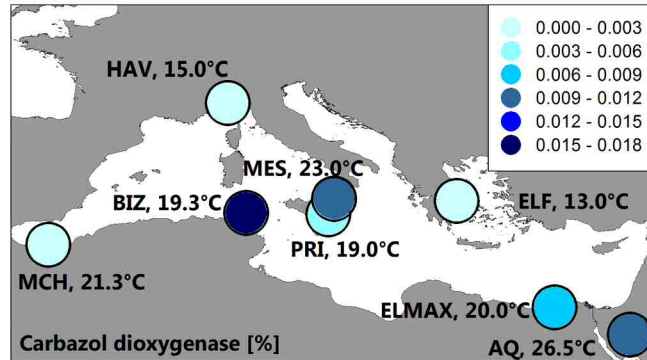 0.000 - 0.003
0.003 - 0.006
0.006 - 0.009
0.009 - 0.012
0.012 - 0.015
0.015 - 0.018
HAV, 15.0°C
MES, 23.0°C
BIZ, 19.3°C
ELF, 13.0°C
PRI, 19.0°C
MCH, 21.3°C
ELMAX, 20.0°C
Carbazol dioxygenase [%]
AQ, 26.5°C